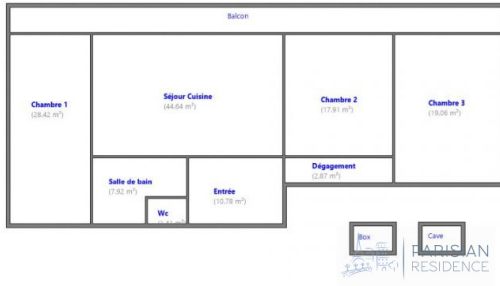 Balcon
Chambre 1
(28.42 m²)
Séjour Cuisine
(44.64 m²)
Chambre 2
(17.91 m²)
Chambre 3
(19.06 m²)
Dégagement
(2.87 m²)
Salle de bain
(7.92 m²)
Wc
Entrée
(10.78 m²)
Box
Cave
PARISIAN
RESIDENCE